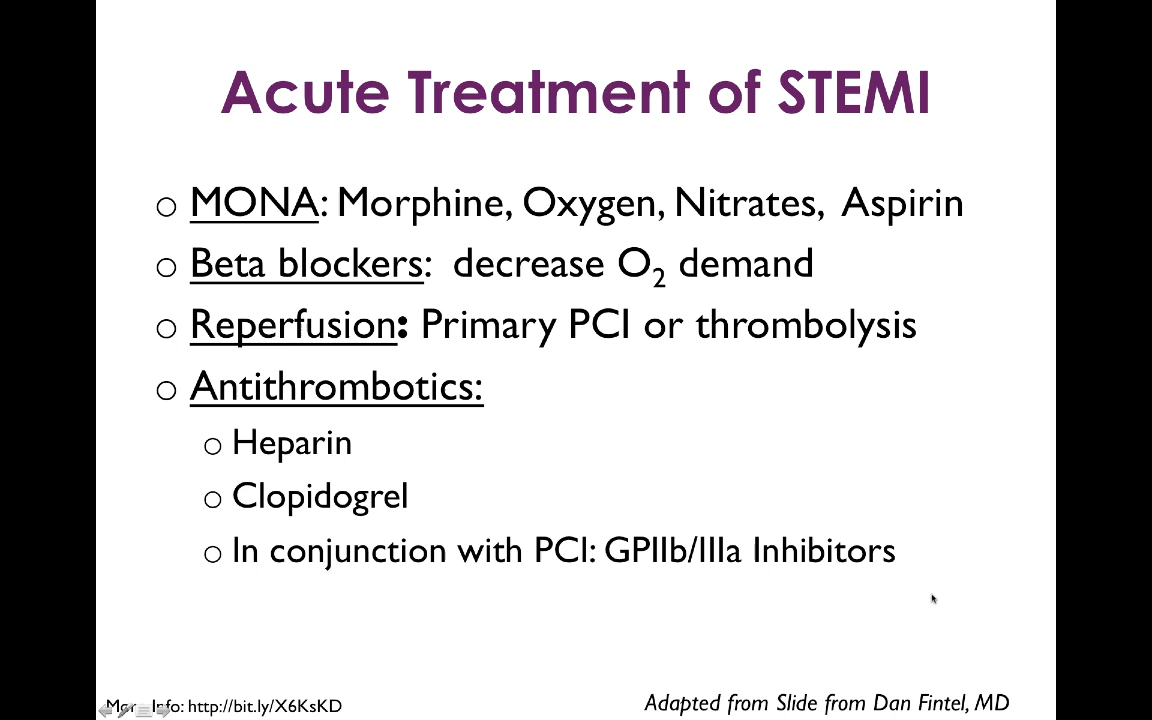 Acute Treatment of STEMI
MONA: Morphine, Oxygen, Nitrates, Aspirin
Beta blockers: decrease O₂ demand
Reperfusion: Primary PCI or thrombolysis
Antithrombotics:
Heparin
Clopidogrel
In conjunction with PCI: GPIIb/IIIa Inhibitors
More Info: http://bit.ly/X6KsKD
Adapted from Slide from Dan Fintel, MD